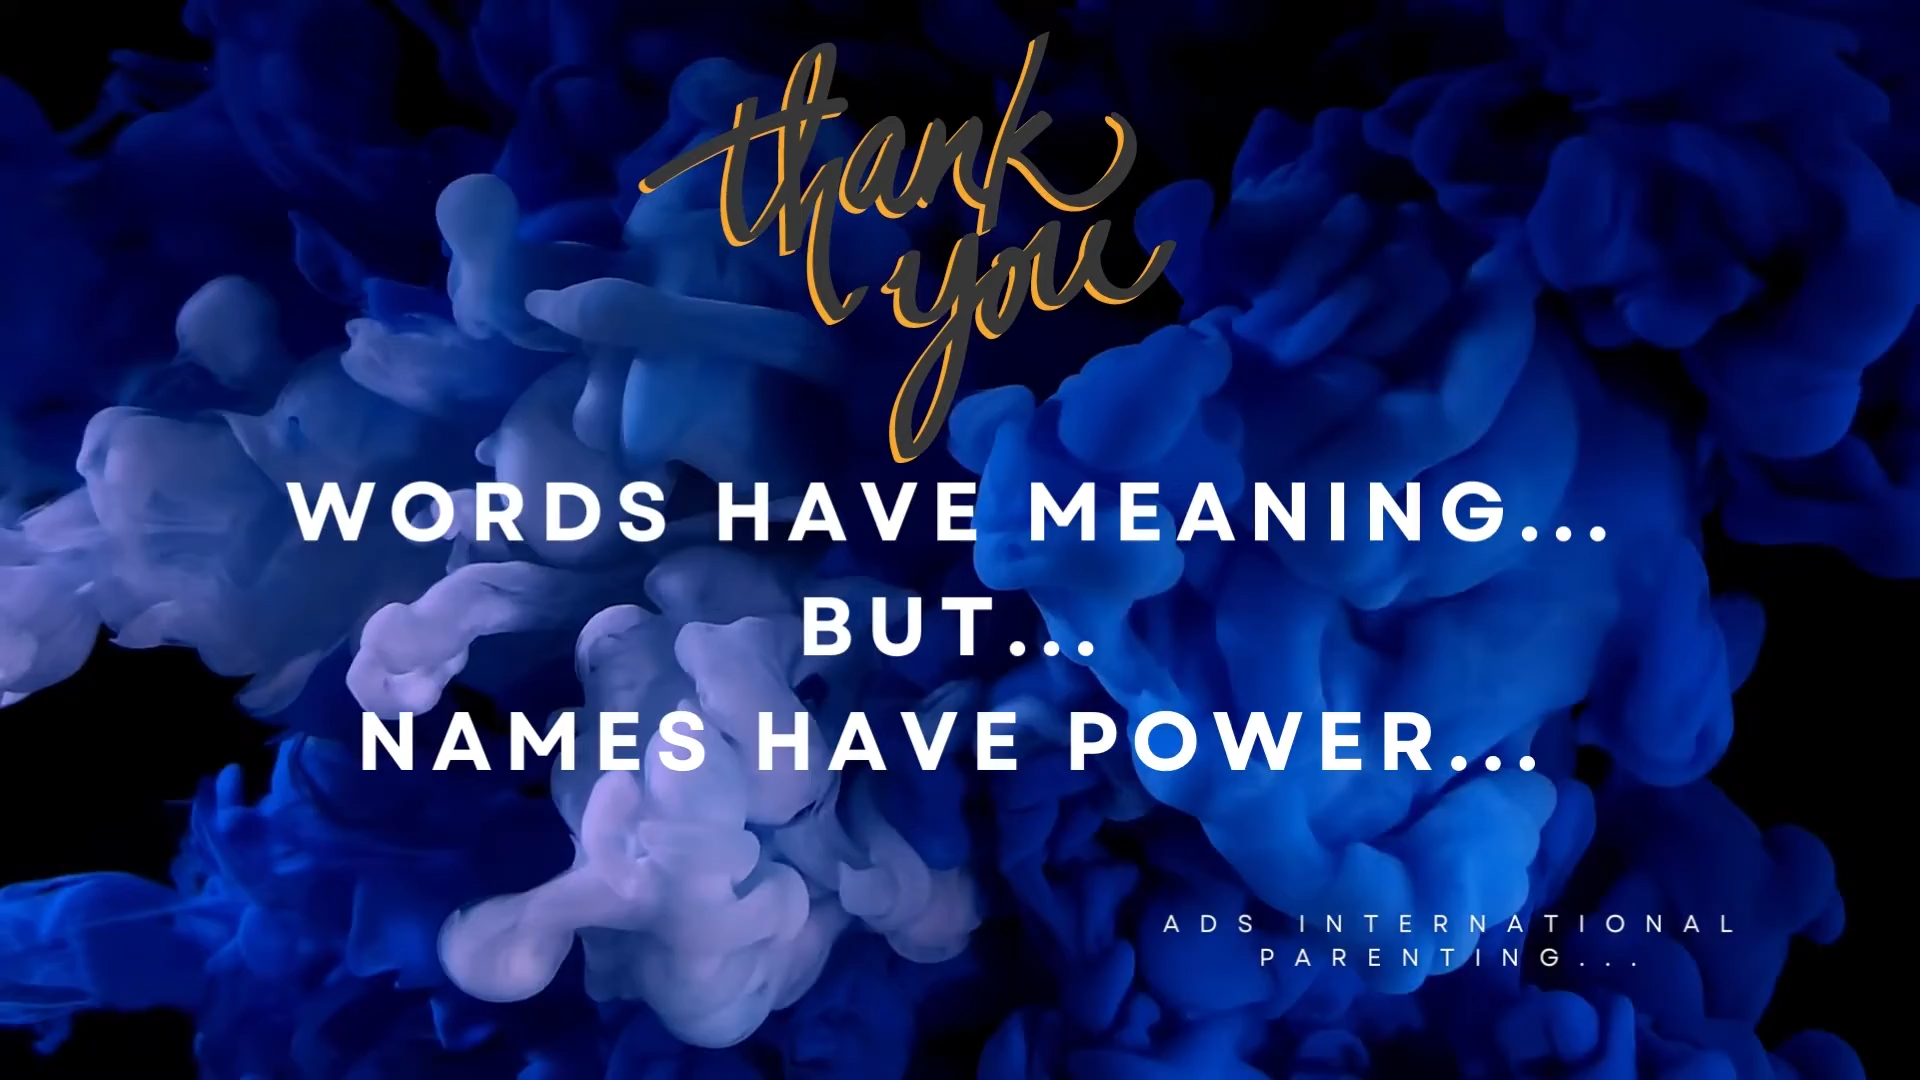 thank
you
WORDS HAVE MEANING...
BUT...
NAMES HAVE POWER...
ADS INTERNATIONAL
PARENTING...